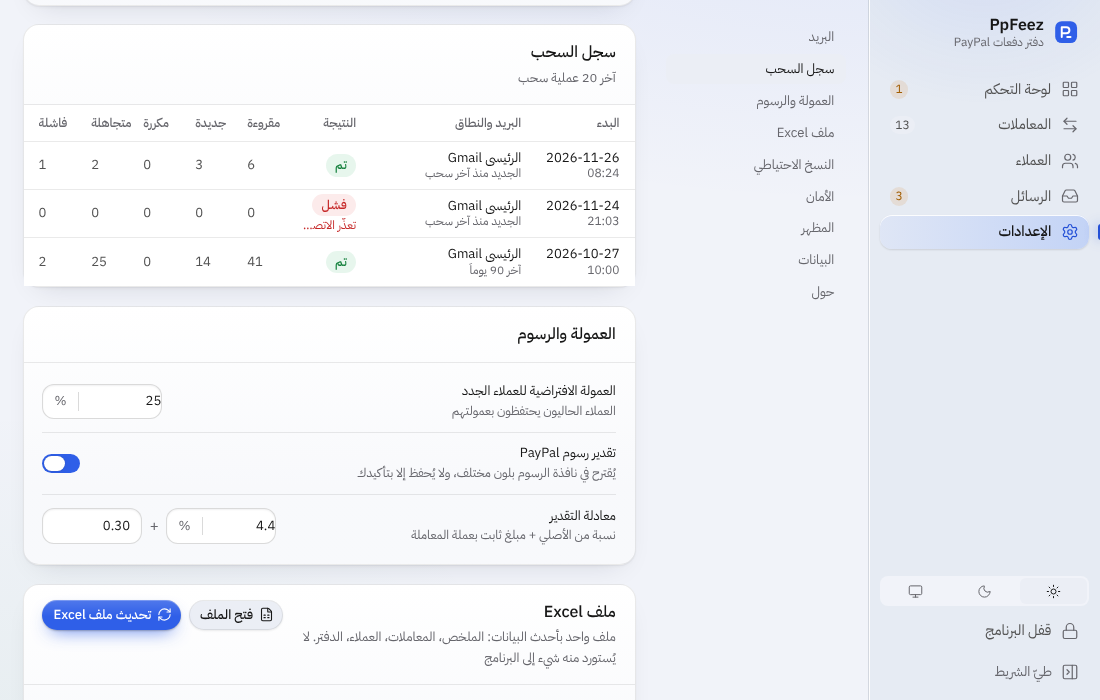 PpFeez
دفتر دفعات PayPal
لوحة التحكم 1
المعاملات 13
العملاء
الرسائل 3
الإعدادات
قفل البرنامج
طيّ الشريط
البريد
سجل السحب
العمولة والرسوم
ملف Excel
النسخ الاحتياطي
الأمان
المظهر
البيانات
حول
سجل السحب
آخر 20 عملية سحب
البدء البريد والنطاق النتيجة مقروءة جديدة مكررة متجاهلة فاشلة
2026-11-26 الرئيسي Gmail تم 6 3 0 2 1
08:24 الجديد منذ آخر سحب
2026-11-24 الرئيسي Gmail فشل 0 0 0 0 0
21:03 الجديد منذ آخر سحب تعذّر الاتصـ...
2026-10-27 الرئيسي Gmail تم 41 14 0 25 2
10:00 آخر 90 يوماً
العمولة والرسوم
العمولة الافتراضية للعملاء الجدد 25 %
العملاء الحاليون يحتفظون بعمولتهم
تقدير رسوم PayPal
يُقترح في نافذة الرسوم بلون مختلف، ولا يُحفظ إلا بتأكيدك
معادلة التقدير 4.4 % + 0.30
نسبة من الأصلي + مبلغ ثابت بعملة المعاملة
ملف Excel فتح الملف تحديث ملف Excel
ملف واحد بأحدث البيانات: الملخص، المعاملات، العملاء، الدفتر. لا
يُستورد منه شيء إلى البرنامج